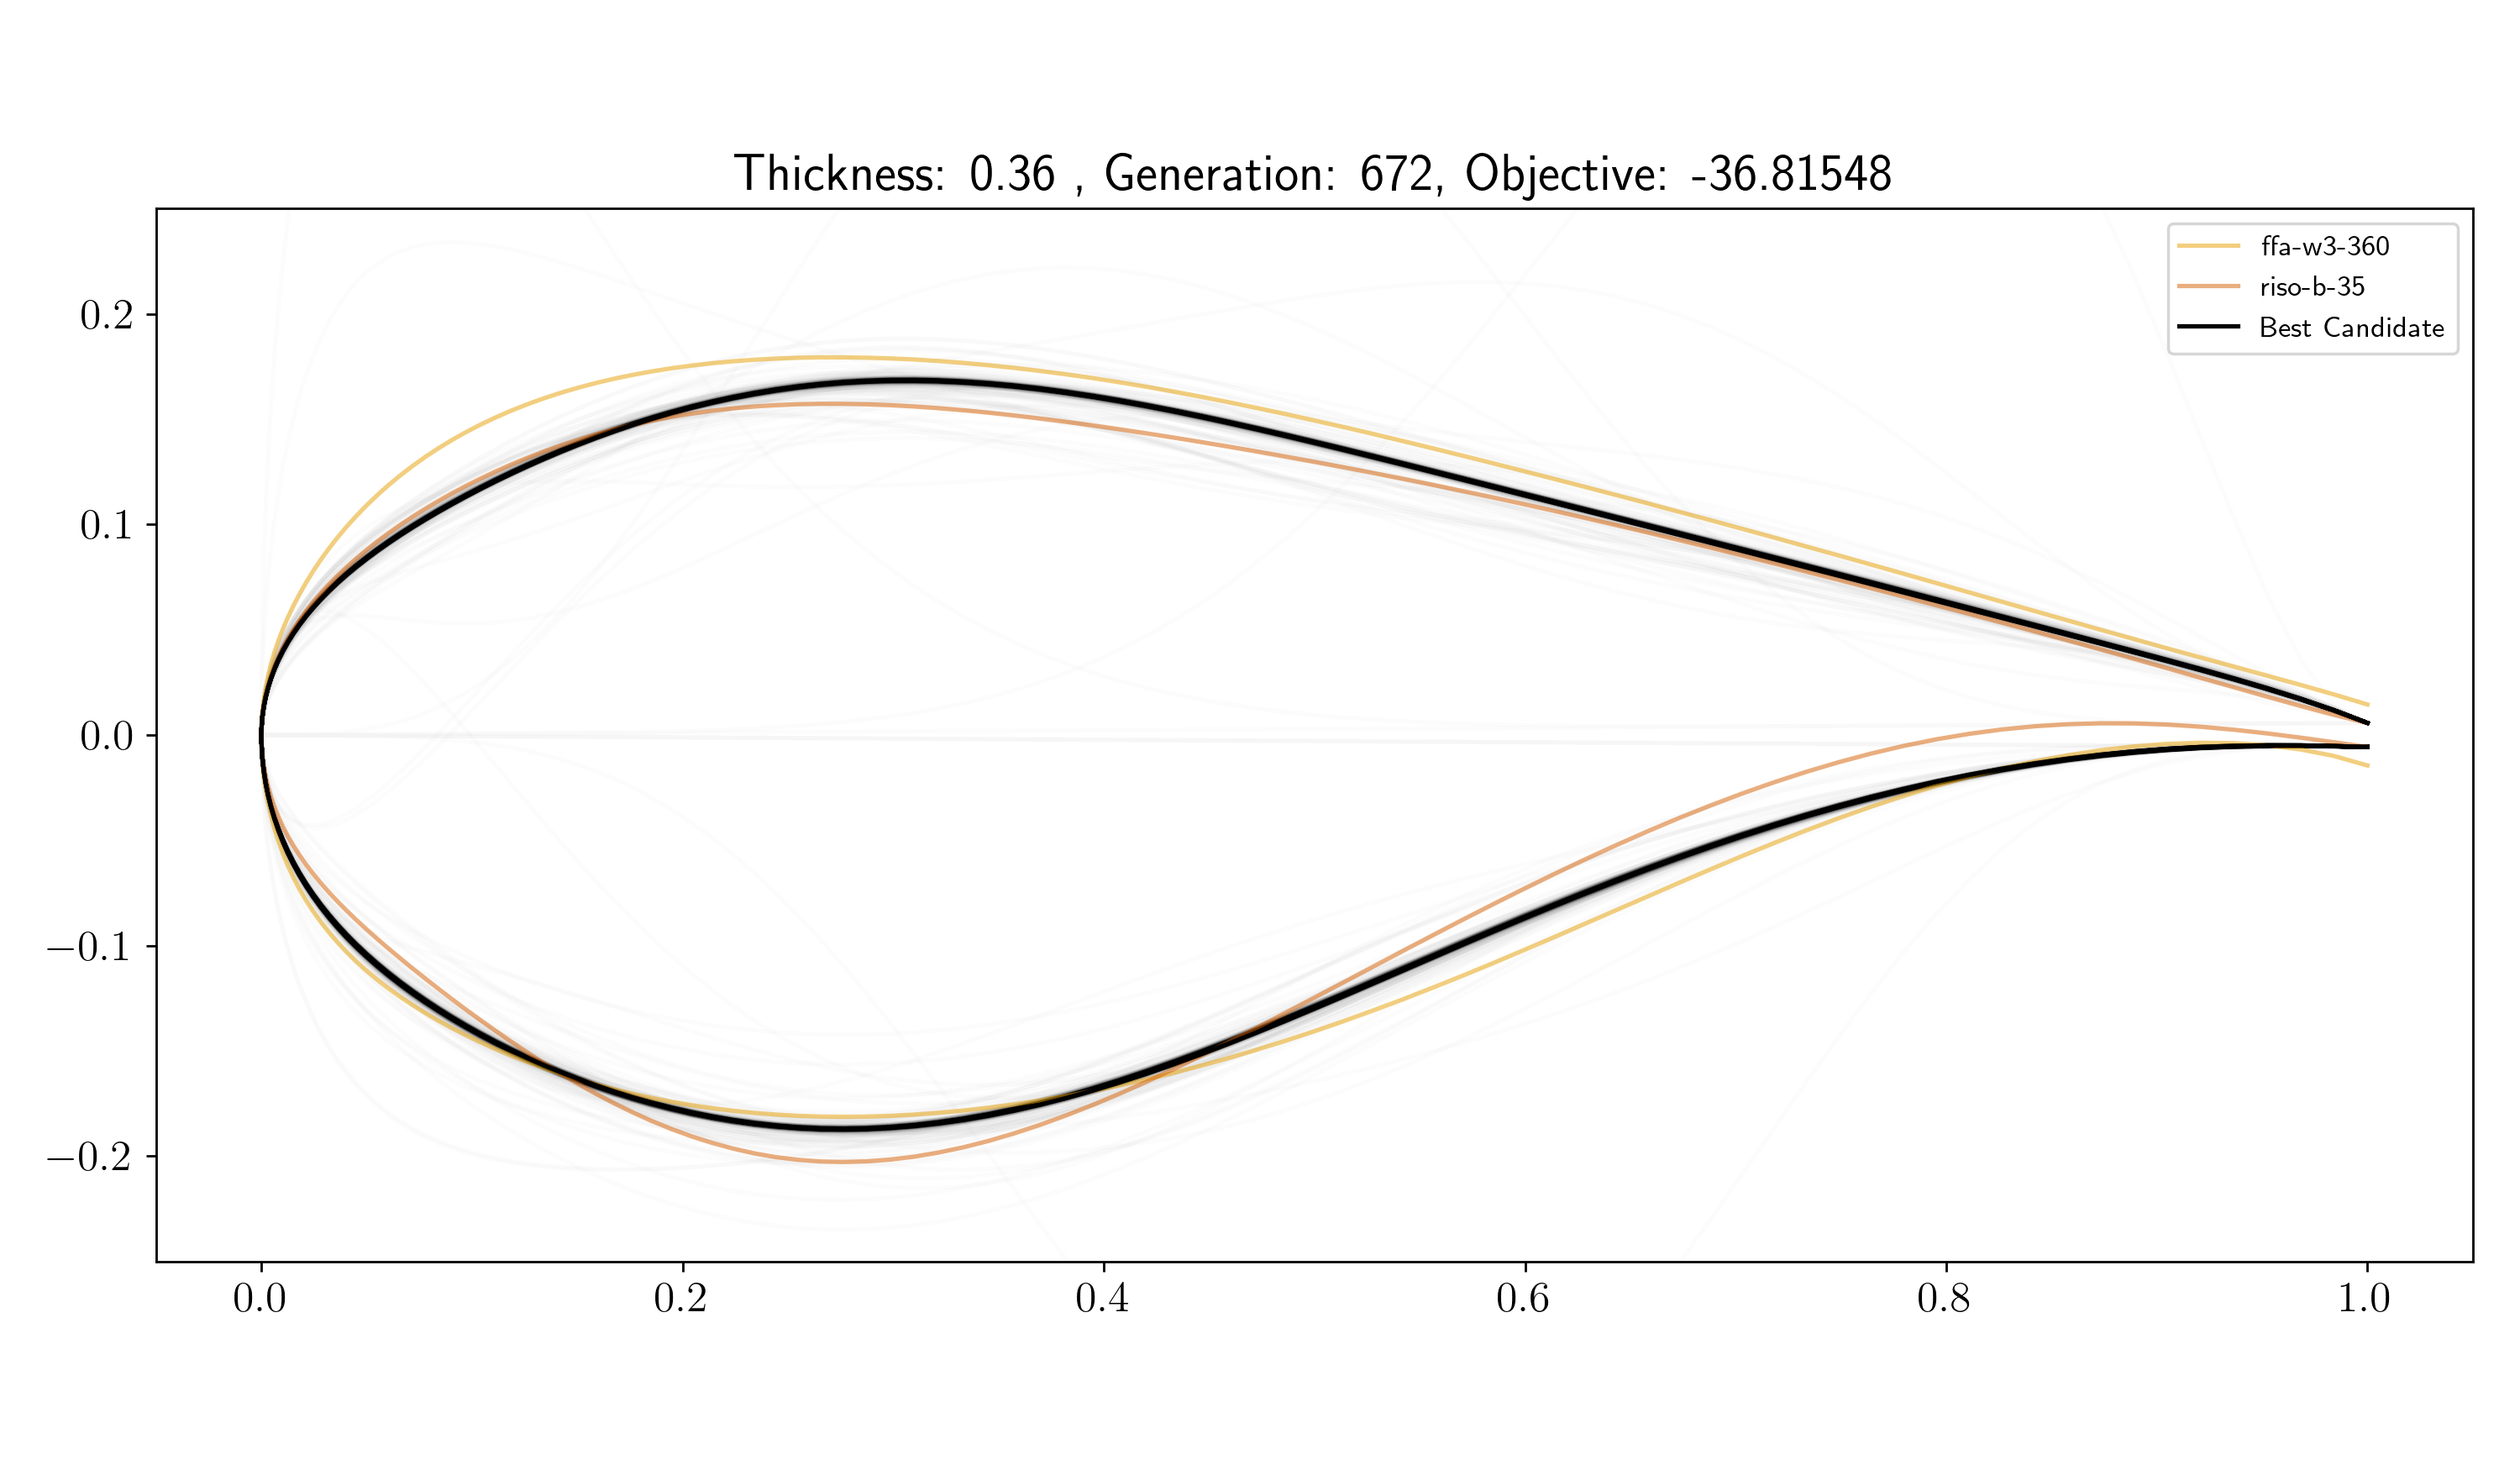 Thickness: 0.36 , Generation: 672, Objective: -36.81548
ffa-w3-360
riso-b-35
Best Candidate
0.2
0.1
0.0
−0.1
−0.2
0.0 0.2 0.4 0.6 0.8 1.0